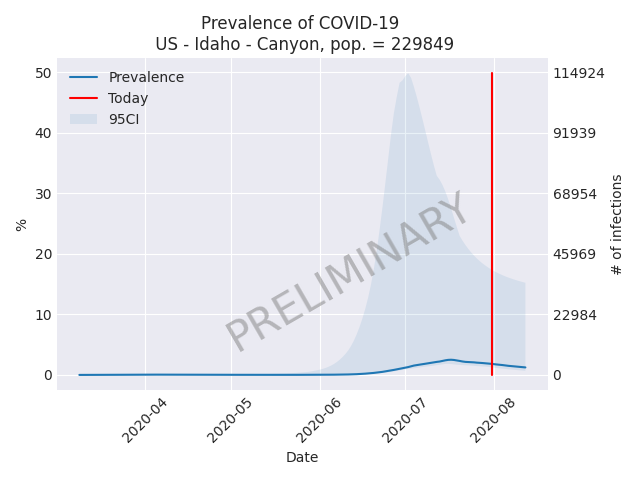 Prevalence of COVID-19
US - Idaho - Canyon, pop. = 229849
Prevalence
Today
95CI
50
40
30
20
10
0
%
114924
91939
68954
45969
22984
0
# of infections
PRELIMINARY
2020-04
2020-05
2020-06
2020-07
2020-08
Date